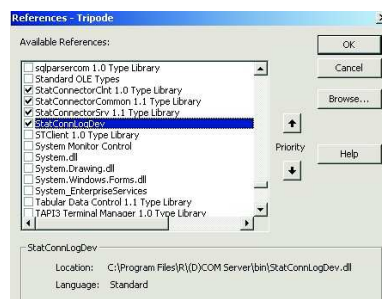 References - Tripode
Available References:
sqlparsercom 1.0 Type Library
Standard OLE Types
StatConnectorClnt 1.0 Type Library
StatConnectorCommon 1.1 Type Library
StatConnectorSrv 1.1 Type Library
StatConnLogDev
STClient 1.0 Type Library
System Monitor Control
System.dll
System.Drawing.dll
System.Windows.Forms.dll
System_EnterpriseServices
Tabular Data Control 1.1 Type Library
TAPI3 Terminal Manager 1.0 Type Library
OK
Cancel
Browse...
Priority
Help
StatConnLogDev
Location: C:\Program Files\R\(D)COM Server\bin\StatConnLogDev.dll
Language: Standard